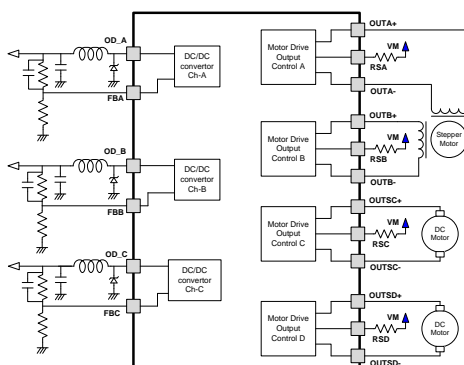 OD_A
DC/DC
convertor
Ch-A
FBA
OD_B
DC/DC
convertor
Ch-B
FBB
OD_C
DC/DC
convertor
Ch-C
FBC
OUTA+
Motor Drive
Output
Control A
VM
RSA
OUTA-
OUTB+
Motor Drive
Output
Control B
VM
RSB
OUTB-
Stepper
Motor
OUTSC+
Motor Drive
Output
Control C
VM
RSC
OUTSC-
DC
Motor
OUTSD+
Motor Drive
Output
Control D
VM
RSD
OUTSD-
DC
Motor